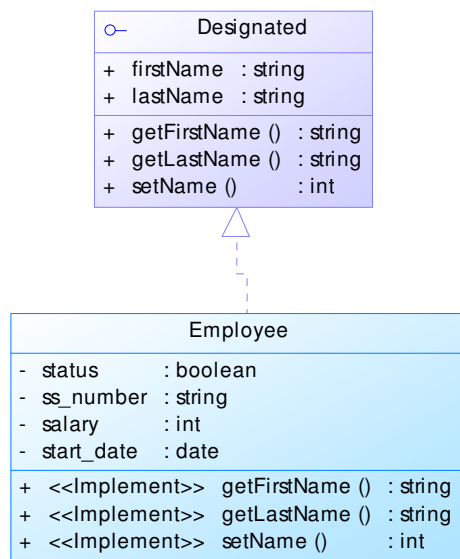 Designated
+ firstName : string
+ lastName : string
+ getFirstName () : string
+ getLastName () : string
+ setName () : int
Employee
- status : boolean
- ss_number : string
- salary : int
- start_date : date
+ <<Implement>> getFirstName () : string
+ <<Implement>> getLastName () : string
+ <<Implement>> setName () : int